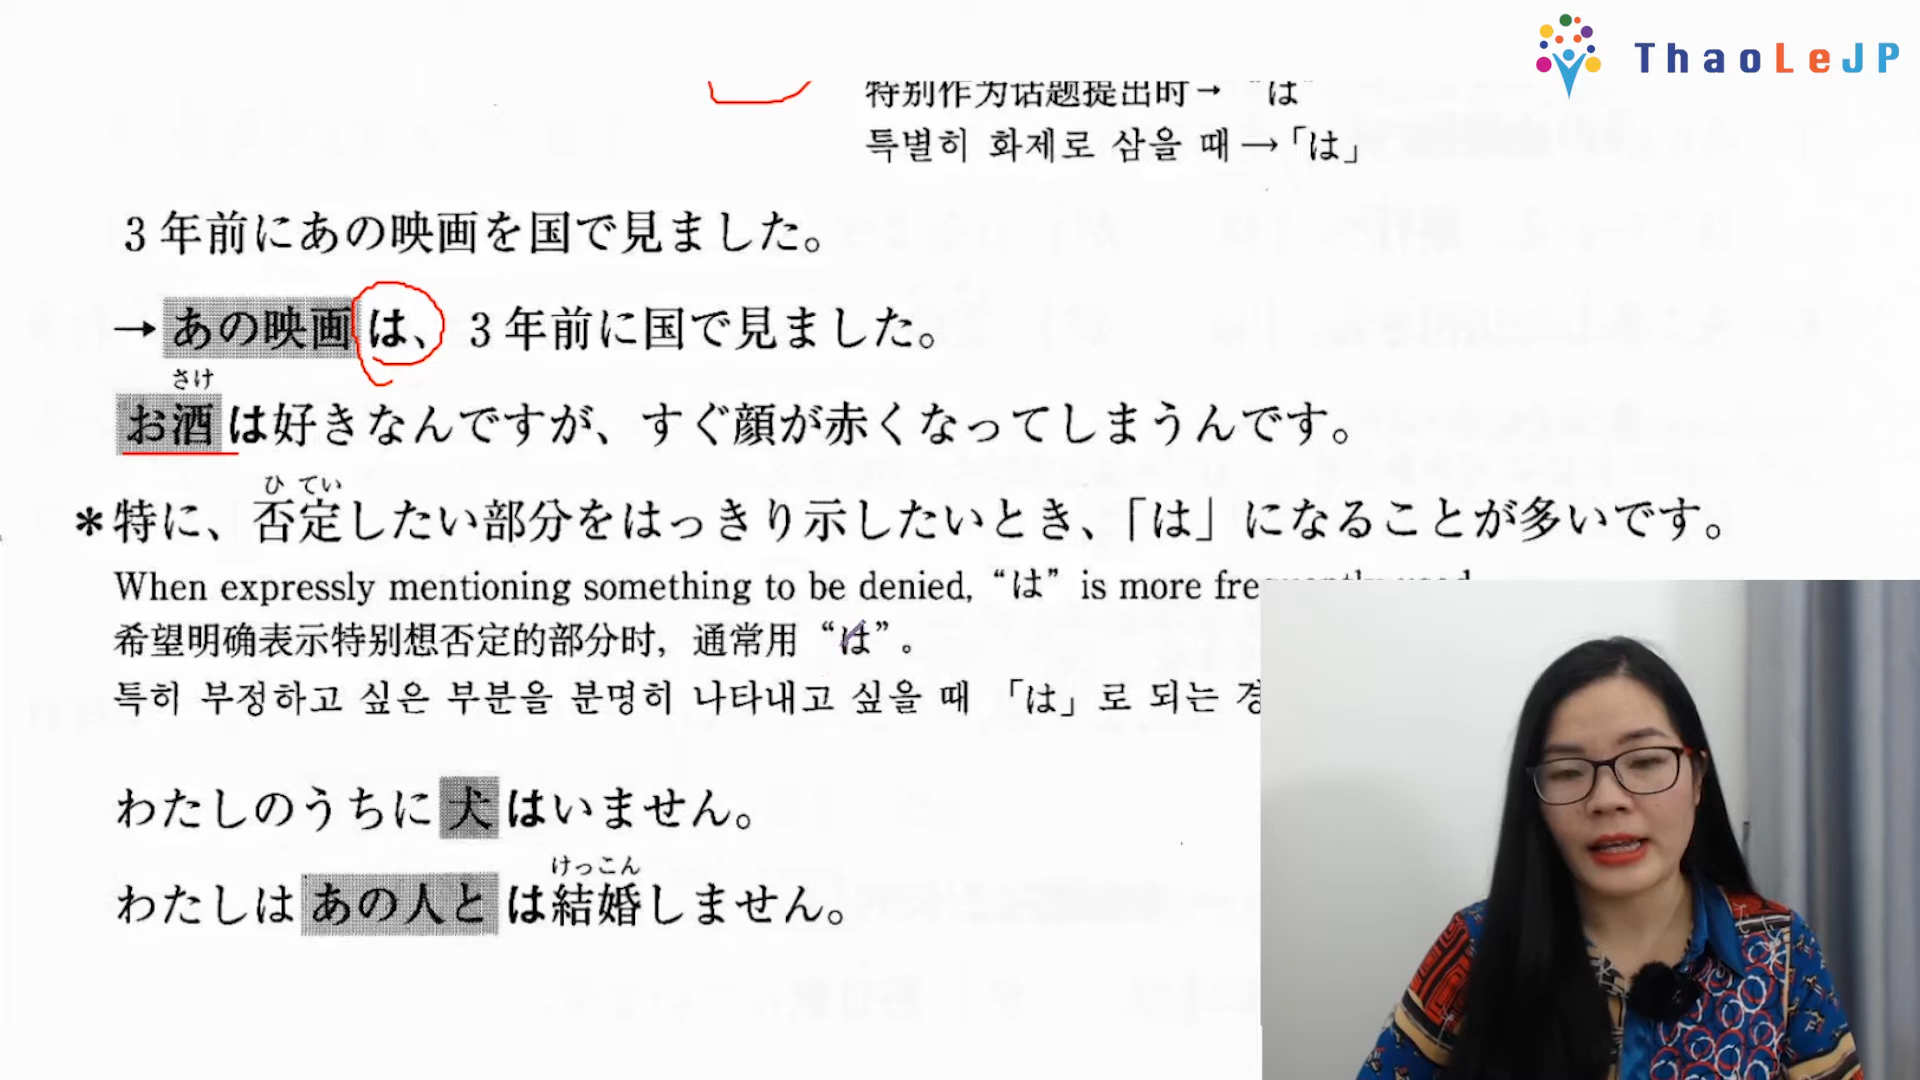 ThaoLeJP
特别作为话题提出时→ “は
특별히 화제로 삼을 때→「は」
3年前にあの映画を国で見ました。
→ あの映画は、3年前に国で見ました。
さけ
お酒は好きなんですが、すぐ顔が赤くなってしまうんです。
ひ てい
*特に、否定したい部分をはっきり示したいとき、「は」になることが多いです。
When expressly mentioning something to be denied, “は” is more
希望明确表示特别想否定的部分时，通常用 “は”。
특히 부정하고 싶은 부분을 분명히 나타내고 싶을 때 「は」로 되는
わたしのうちに犬はいません。
けっこん
わたしはあの人とは結婚しません。